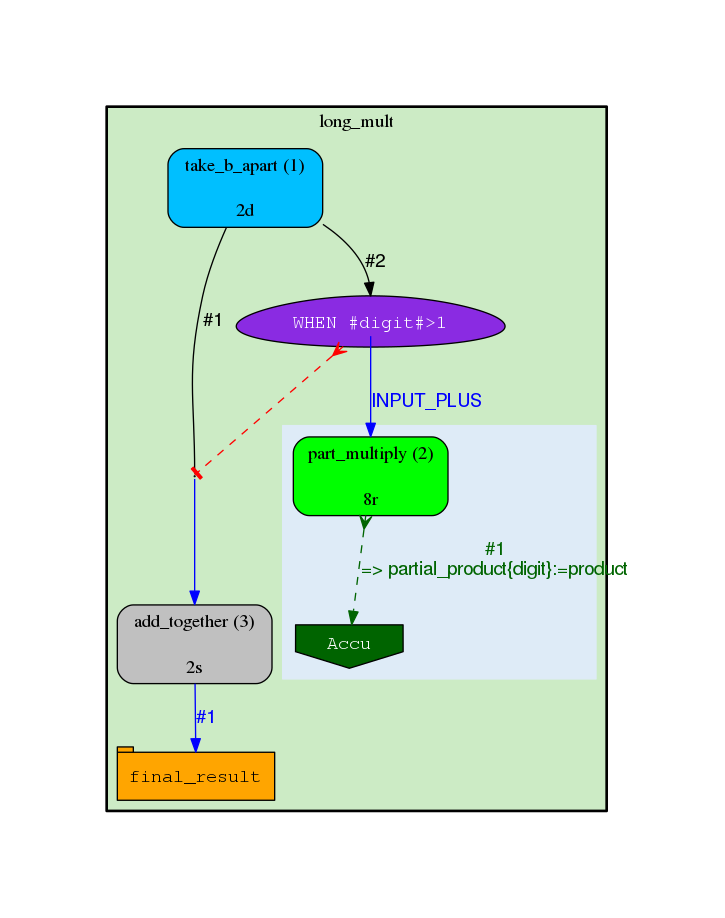 long_mult
take_b_apart (1)
2d
#2
#1
WHEN #digit#>1
INPUT_PLUS
part_multiply (2)
8r
#1
=> partial_product{digit}:=product
add_together (3)
2s
Accu
#1
final_result